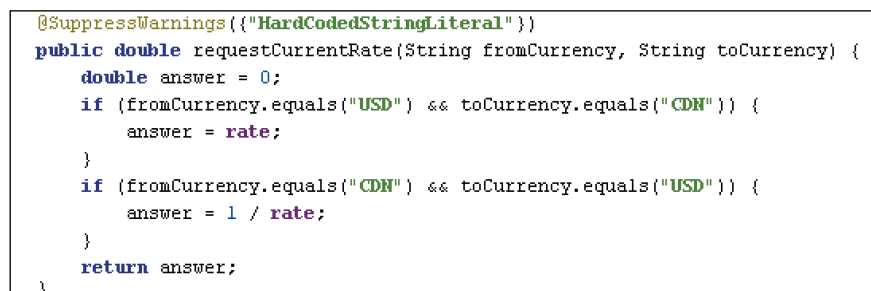 @SuppressWarnings({"HardCodedStringLiteral"})
public double requestCurrentRate(String fromCurrency, String toCurrency) {
    double answer = 0;
    if (fromCurrency.equals("USD") && toCurrency.equals("CDN")) {
        answer = rate;
    }
    if (fromCurrency.equals("CDN") && toCurrency.equals("USD")) {
        answer = 1 / rate;
    }
    return answer;
}